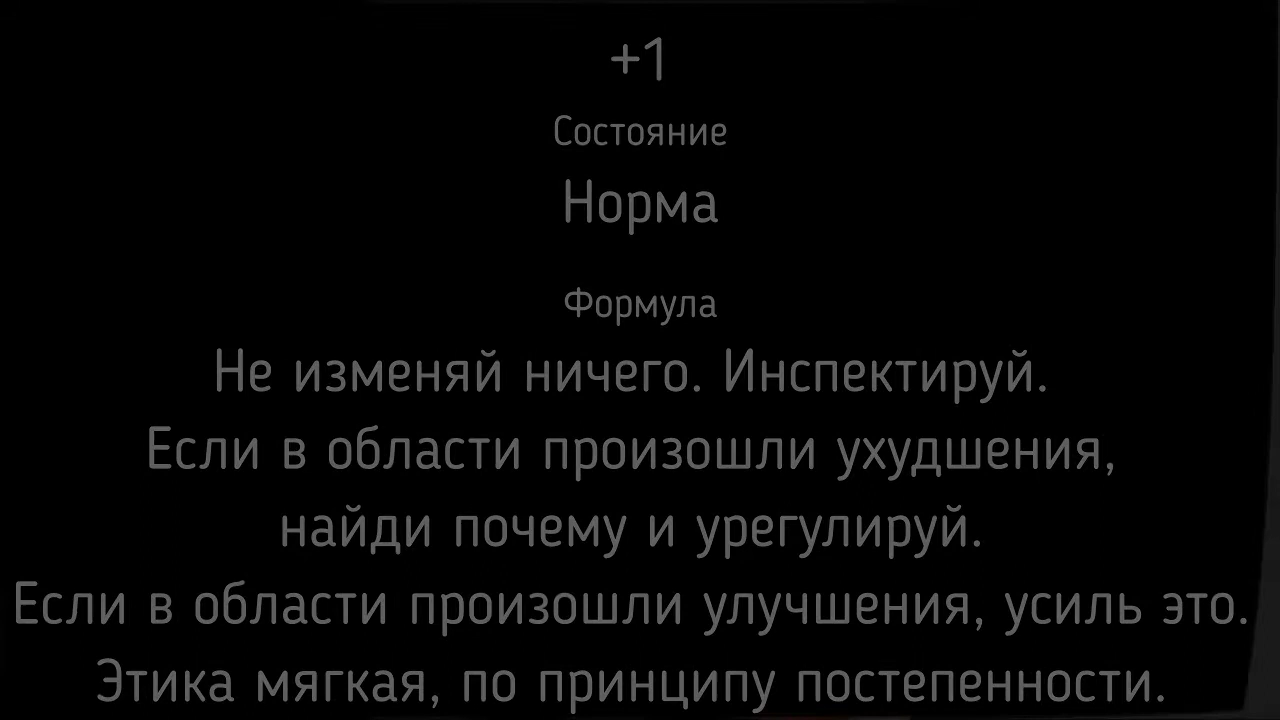 +1
Состояние
Норма
Формула
Не изменяй ничего. Инспектируй.
Если в области произошли ухудшения,
найди почему и урегулируй.
Если в области произошли улучшения, усиль это.
Этика мягкая, по принципу постепенности.